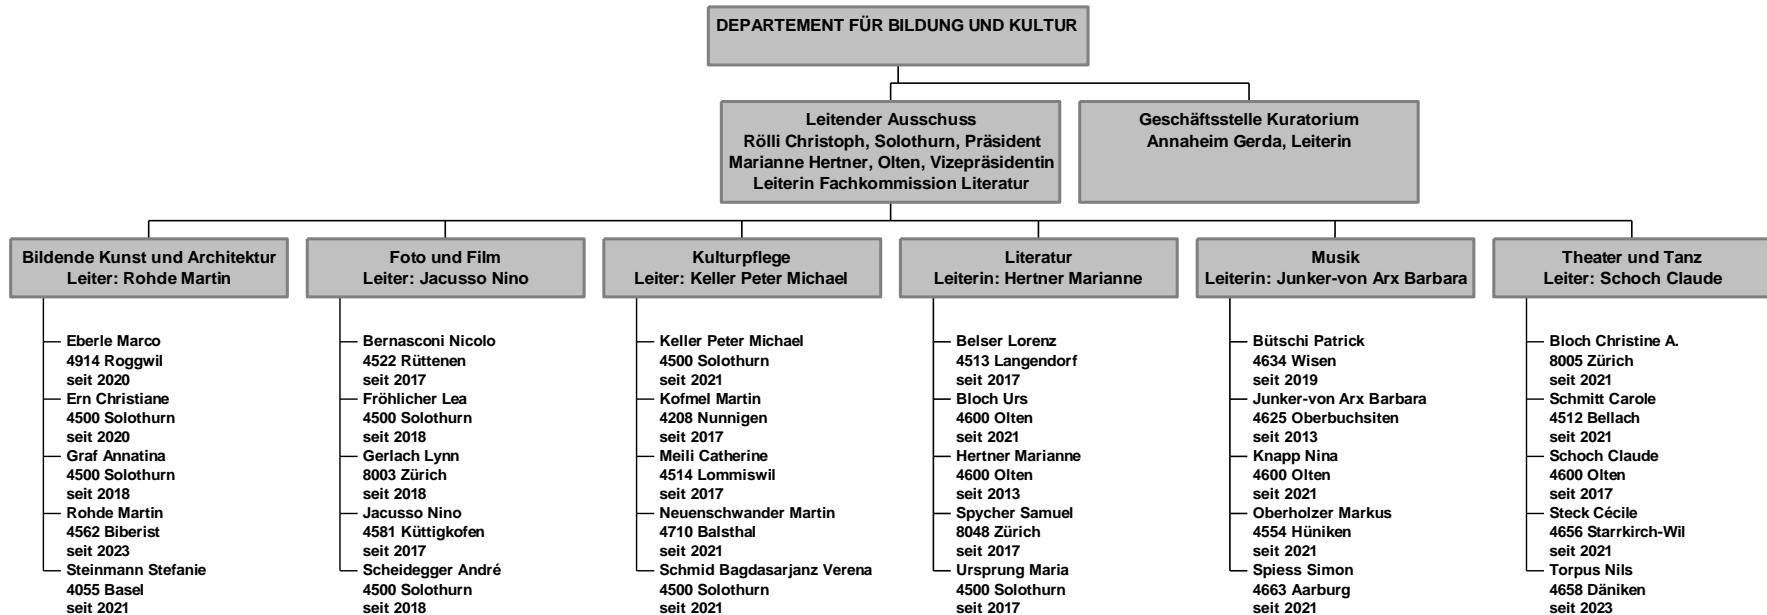 DEPARTEMENT FÜR BILDUNG UND KULTUR
Leitender Ausschuss
Rölli Christoph, Solothurn, Präsident
Marianne Hertner, Olten, Vizepräsidentin
Leiterin Fachkommission Literatur
Geschäftsstelle Kuratorium
Annaheim Gerda, Leiterin
Bildende Kunst und Architektur
Leiter: Rohde Martin
Eberle Marco
4914 Roggwil
seit 2020
Ern Christiane
4500 Solothurn
seit 2020
Graf Annatina
4500 Solothurn
seit 2018
Rohde Martin
4562 Biberist
seit 2023
Steinmann Stefanie
4055 Basel
seit 2021
Foto und Film
Leiter: Jacusso Nino
Bernasconi Nicolo
4522 Rüttenen
seit 2017
Fröhlicher Lea
4500 Solothurn
seit 2018
Gerlach Lynn
8003 Zürich
seit 2018
Jacusso Nino
4581 Küttigkofen
seit 2017
Scheidegger André
4500 Solothurn
seit 2018
Kulturpflege
Leiter: Keller Peter Michael
Keller Peter Michael
4500 Solothurn
seit 2021
Kofmel Martin
4208 Nunnigen
seit 2017
Meili Catherine
4514 Lommiswil
seit 2017
Neuenschwander Martin
4710 Balsthal
seit 2021
Schmid Bagdasarjanz Verena
4500 Solothurn
seit 2021
Literatur
Leiterin: Hertner Marianne
Belser Lorenz
4513 Langendorf
seit 2017
Bloch Urs
4600 Olten
seit 2021
Hertner Marianne
4600 Olten
seit 2013
Spycher Samuel
8048 Zürich
seit 2017
Ursprung Maria
4500 Solothurn
seit 2017
Musik
Leiterin: Junker-von Arx Barbara
Bütschi Patrick
4634 Wisen
seit 2019
Junker-von Arx Barbara
4625 Oberbuchsiten
seit 2013
Knapp Nina
4600 Olten
seit 2021
Oberholzer Markus
4554 Hüniken
seit 2021
Spiess Simon
4663 Aarburg
seit 2021
Theater und Tanz
Leiter: Schoch Claude
Bloch Christine A.
8005 Zürich
seit 2021
Schmitt Carole
4512 Bellach
seit 2021
Schoch Claude
4600 Olten
seit 2017
Steck Cécile
4656 Starrkirch-Wil
seit 2021
Torpus Nils
4658 Däniken
seit 2023